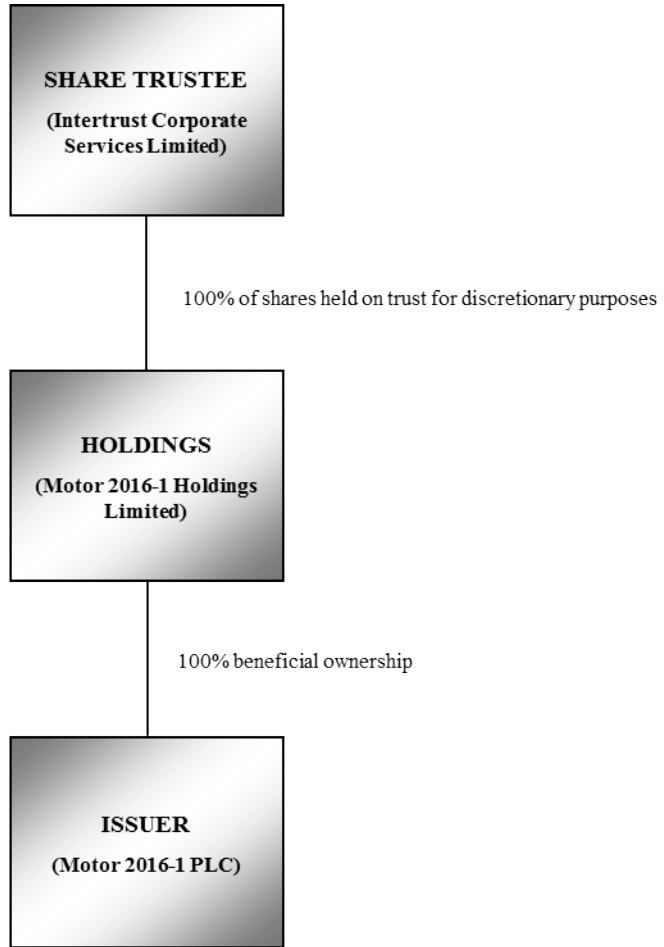 SHARE TRUSTEE
(Intertrust Corporate
Services Limited)
100% of shares held on trust for discretionary purposes
HOLDINGS
(Motor 2016-1 Holdings
Limited)
100% beneficial ownership
ISSUER
(Motor 2016-1 PLC)